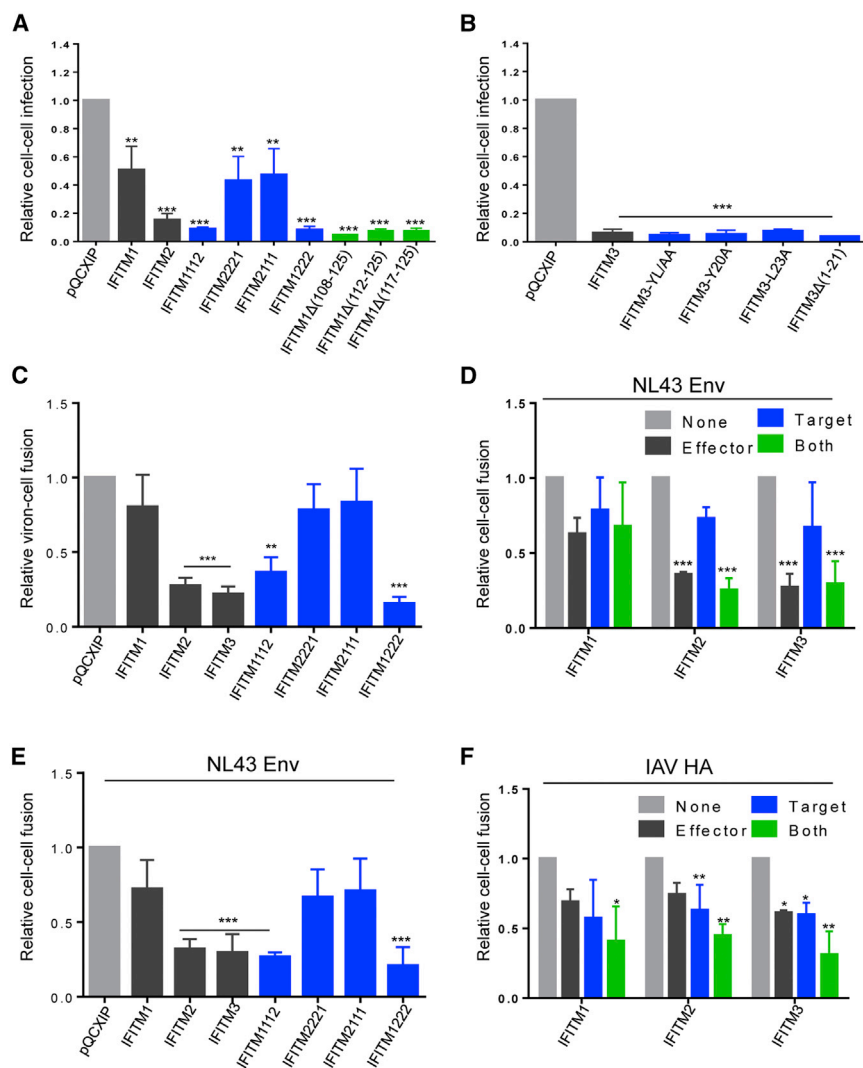 A
Relative cell-cell infection
1.4
1.2
1.0
0.8
0.6
0.4
0.2
0.0
**
***
***
**
**
***
***
***
***
pQCXIP
IFITM1
IFITM2
IFITM1112
IFITM2221
IFITM2111
IFITM1222
IFITM1Δ(108-125)
IFITM1Δ(112-125)
IFITM1Δ(117-125)
B
Relative cell-cell infection
1.4
1.2
1.0
0.8
0.6
0.4
0.2
0.0
***
pQCXIP
IFITM3
IFITM3-YL/AA
IFITM3-Y20A
IFITM3-L23A
IFITM3Δ(1-21)
C
Relative viron-cell fusion
1.5
1.0
0.5
0.0
***
**
***
pQCXIP
IFITM1
IFITM2
IFITM3
IFITM1112
IFITM2221
IFITM2111
IFITM1222
D
NL43 Env
None
Target
Effector
Both
Relative cell-cell fusion
1.5
1.0
0.5
0.0
***
***
***
***
IFITM1
IFITM2
IFITM3
E
NL43 Env
Relative cell-cell fusion
1.5
1.0
0.5
0.0
***
***
pQCXIP
IFITM1
IFITM2
IFITM3
IFITM1112
IFITM2221
IFITM2111
IFITM1222
F
IAV HA
None
Target
Effector
Both
Relative cell-cell fusion
1.5
1.0
0.5
0.0
*
**
**
*
*
**
IFITM1
IFITM2
IFITM3